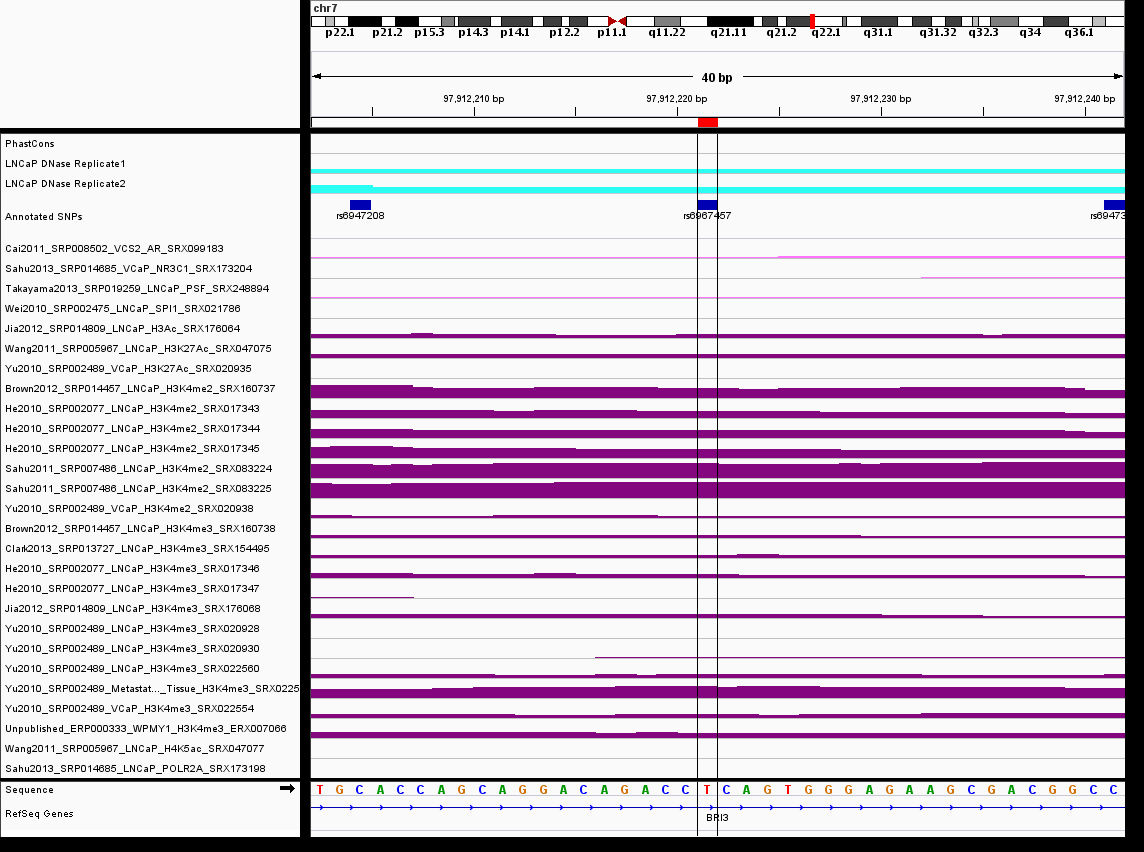 chr7
p22.1 p21.2 p15.3 p14.3 p14.1 p12.2 p11.1 q11.22 q21.11 q21.2 q22.1 q31.1 q31.32 q32.3 q34 q36.1
40 bp
97,912,210 bp 97,912,220 bp 97,912,230 bp 97,912,240 bp
PhastCons
LNCaP DNase Replicate1
LNCaP DNase Replicate2
Annotated SNPs
rs6947208 rs6967457 rs69473
Cai2011_SRP008502_VCS2_AR_SRX099183
Sahu2013_SRP014685_VCaP_NR3C1_SRX173204
Takayama2013_SRP019259_LNCaP_PSF_SRX248894
Wei2010_SRP002475_LNCaP_SPI1_SRX021786
Jia2012_SRP014809_LNCaP_H3Ac_SRX176064
Wang2011_SRP005967_LNCaP_H3K27Ac_SRX047075
Yu2010_SRP002489_VCaP_H3K27Ac_SRX020935
Brown2012_SRP014457_LNCaP_H3K4me2_SRX160737
He2010_SRP002077_LNCaP_H3K4me2_SRX017343
He2010_SRP002077_LNCaP_H3K4me2_SRX017344
He2010_SRP002077_LNCaP_H3K4me2_SRX017345
Sahu2011_SRP007486_LNCaP_H3K4me2_SRX083224
Sahu2011_SRP007486_LNCaP_H3K4me2_SRX083225
Yu2010_SRP002489_VCaP_H3K4me2_SRX020938
Brown2012_SRP014457_LNCaP_H3K4me3_SRX160738
Clark2013_SRP013727_LNCaP_H3K4me3_SRX154495
He2010_SRP002077_LNCaP_H3K4me3_SRX017346
He2010_SRP002077_LNCaP_H3K4me3_SRX017347
Jia2012_SRP014809_LNCaP_H3K4me3_SRX176068
Yu2010_SRP002489_LNCaP_H3K4me3_SRX020928
Yu2010_SRP002489_LNCaP_H3K4me3_SRX020930
Yu2010_SRP002489_LNCaP_H3K4me3_SRX022560
Yu2010_SRP002489_Metastat..._Tissue_H3K4me3_SRX0225
Yu2010_SRP002489_VCaP_H3K4me3_SRX022554
Unpublished_ERP000333_WPMY1_H3K4me3_ERX007066
Wang2011_SRP005967_LNCaP_H4K5ac_SRX047077
Sahu2013_SRP014685_LNCaP_POLR2A_SRX173198
Sequence T G C A C C A G C A G G A C A G A C C T C A G T G G G A G A A G C G A C G G C C
RefSeq Genes
BRI3